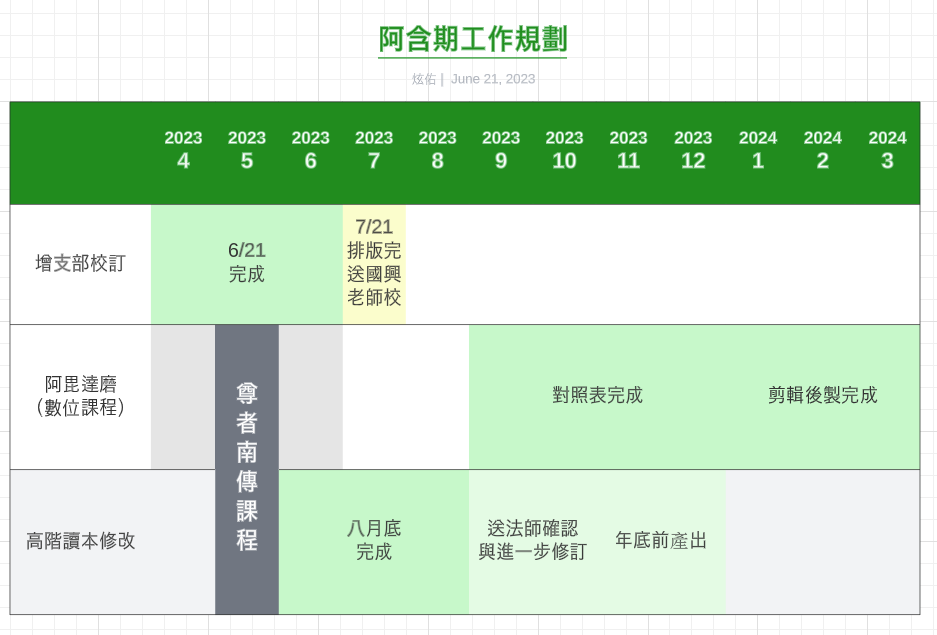 阿含期工作規劃
炫佑 | June 21, 2023
2023 2023 2023 2023 2023 2023 2023 2023 2023 2024 2024 2024
4 5 6 7 8 9 10 11 12 1 2 3
增支部校訂
6/21
完成
7/21
排版完
送國興
老師校
阿毘達磨
（數位課程）
尊者南傳課程
對照表完成
剪輯後製完成
高階讀本修改
八月底
完成
送法師確認
與進一步修訂
年底前產出